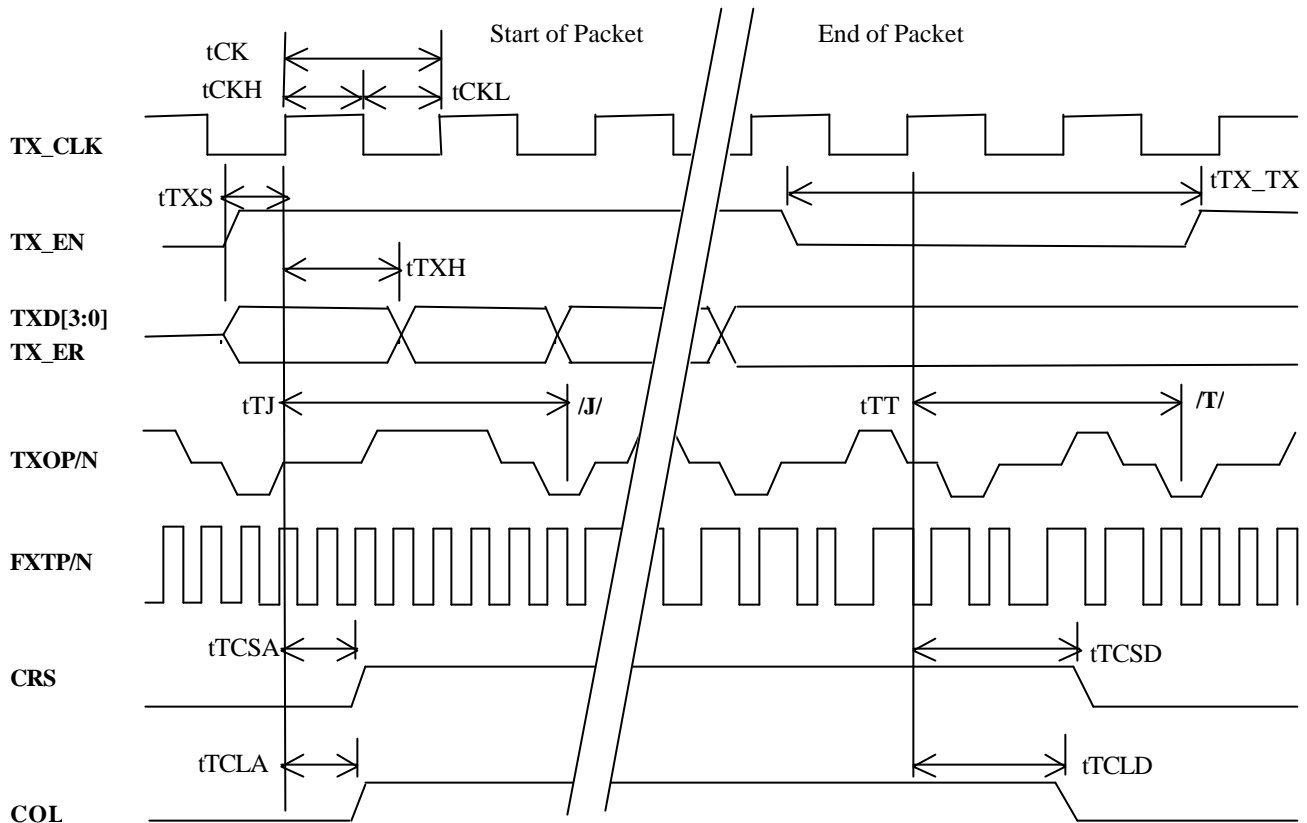 Start of Packet
End of Packet
tCK
tCKH
tCKL
TX_CLK
tTXS
tTX_TX
TX_EN
tTXH
TXD[3:0]
TX_ER
tTJ
/J/
tTT
/T/
TXOP/N
FXTP/N
tTCSA
tTCSD
CRS
tTCLA
tTCLD
COL